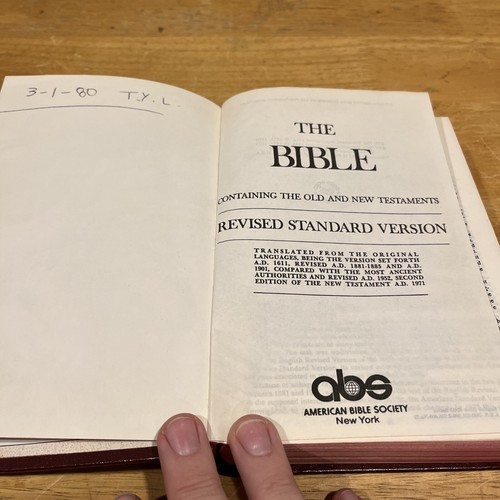 3-1-80 T.Y.L.
THE
BIBLE
CONTAINING THE OLD AND NEW TESTAMENTS
REVISED STANDARD VERSION
TRANSLATED FROM THE ORIGINAL
LANGUAGES, BEING THE VERSION SET FORTH
A.D. 1611, REVISED A.D. 1881-1885 AND A.D.
1901, COMPARED WITH THE MOST ANCIENT
AUTHORITIES AND REVISED A.D. 1952, SECOND
EDITION OF THE NEW TESTAMENT A.D. 1971
abs
AMERICAN BIBLE SOCIETY
New York